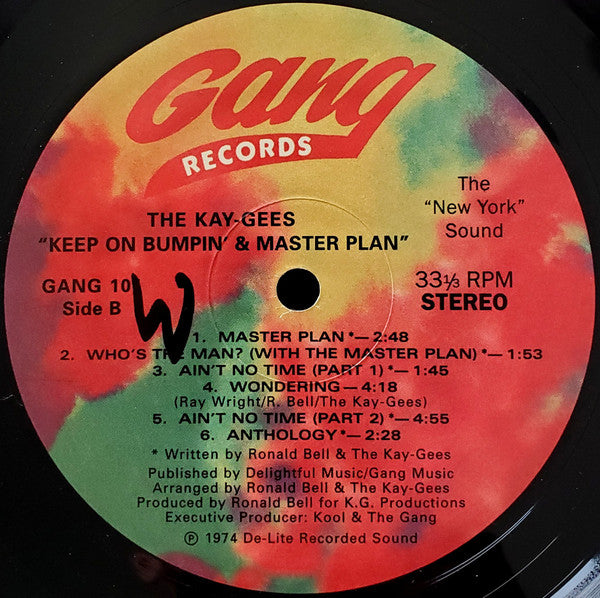 Gang
RECORDS
The
"New York"
Sound
THE KAY-GEES
"KEEP ON BUMPIN' & MASTER PLAN"
GANG 10
Side B
W
33⅓ RPM
STEREO
1. MASTER PLAN*—2:48
2. WHO'S THE MAN? (WITH THE MASTER PLAN)*—1:53
3. AIN'T NO TIME (PART 1)*—1:45
4. WONDERING—4:18
(Ray Wright/R. Bell/The Kay-Gees)
5. AIN'T NO TIME (PART 2)*—4:55
6. ANTHOLOGY*—2:28
* Written by Ronald Bell & The Kay-Gees
Published by Delightful Music/Gang Music
Arranged by Ronald Bell & The Kay-Gees
Produced by Ronald Bell for K.G. Productions
Executive Producer: Kool & The Gang
℗ 1974 De-Lite Recorded Sound